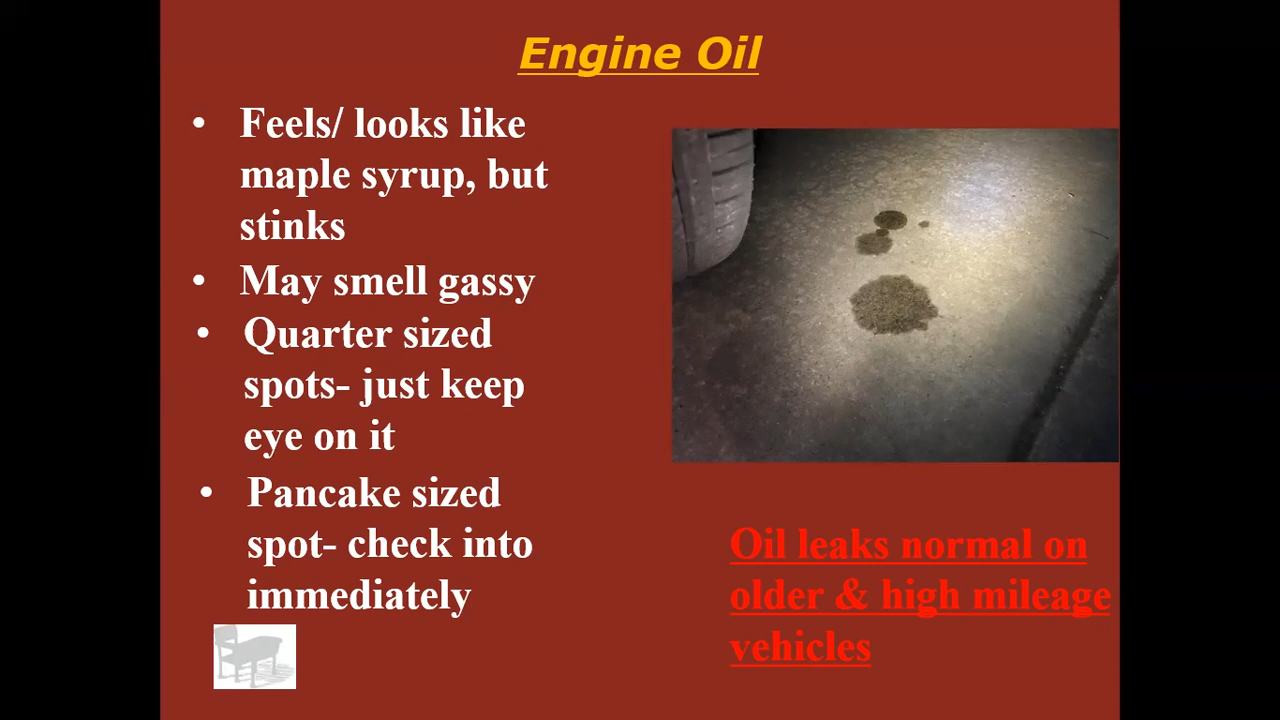 Engine Oil
• Feels/ looks like
maple syrup, but
stinks
• May smell gassy
• Quarter sized
spots- just keep
eye on it
• Pancake sized
spot- check into
immediately
Oil leaks normal on
older & high mileage
vehicles